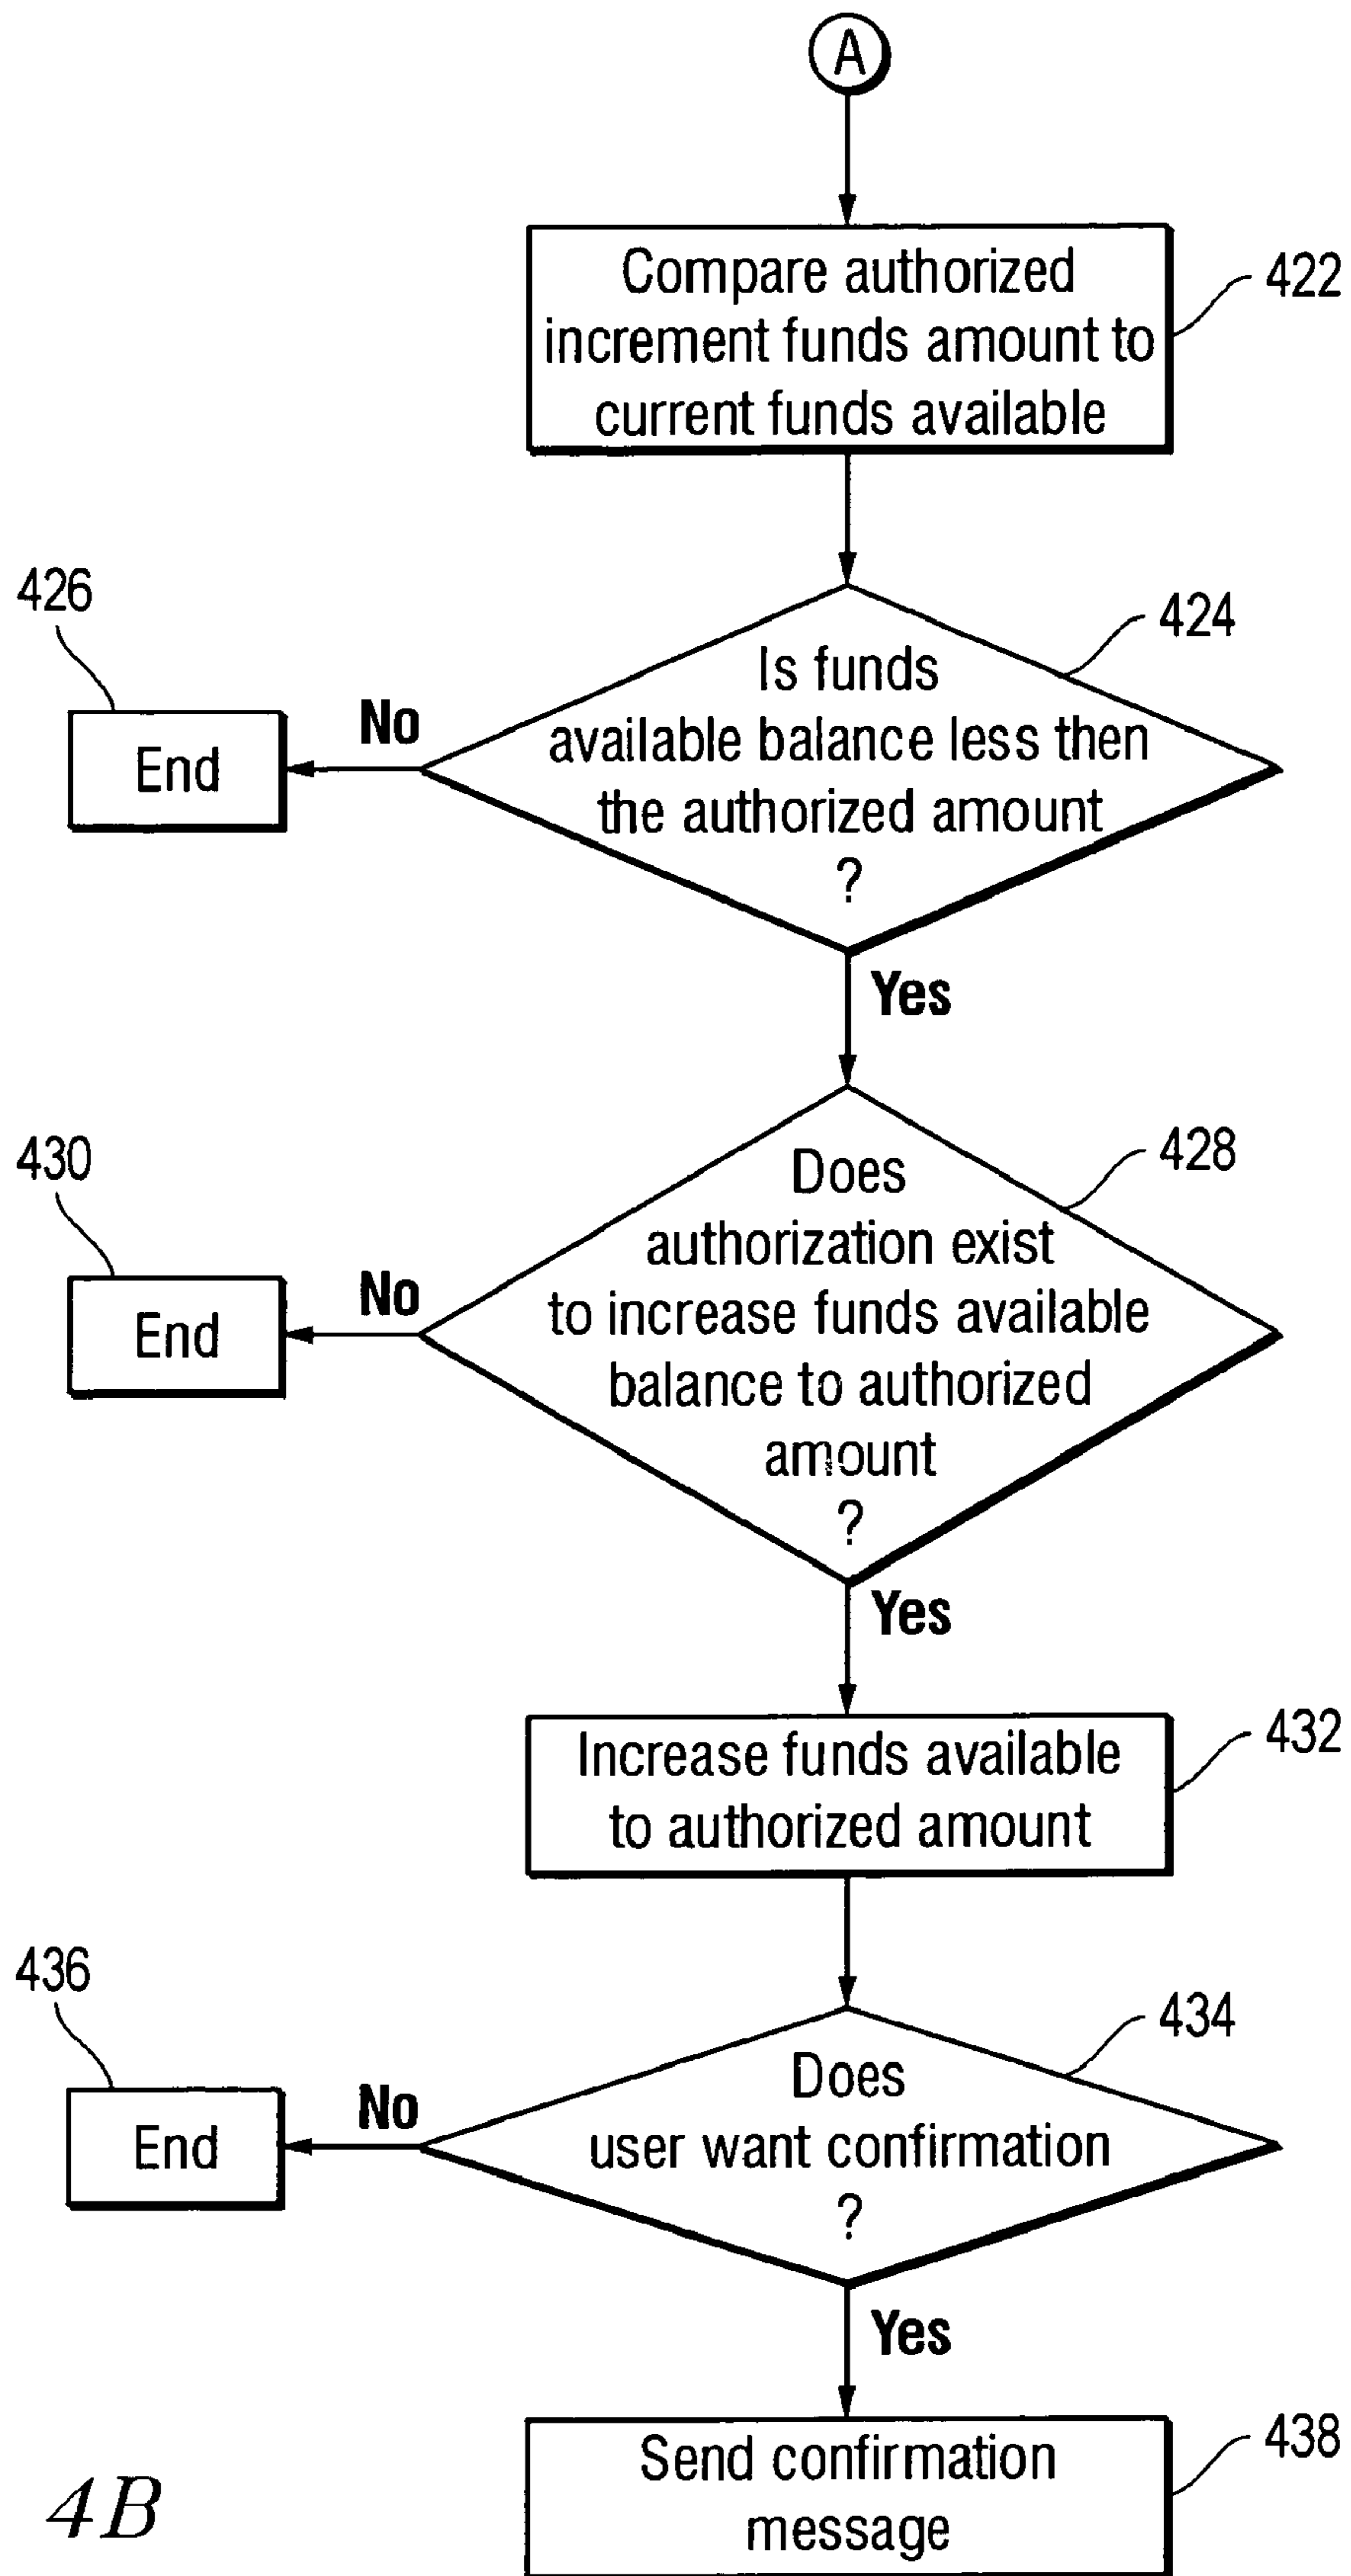 A
Compare authorized
increment funds amount to
current funds available
422
424
Is funds
available balance less then
the authorized amount
?
426
End
No
Yes
428
Does
authorization exist
to increase funds available
balance to authorized
amount
?
430
End
No
Yes
Increase funds available
to authorized amount
432
434
Does
user want confirmation
?
436
End
No
Yes
Send confirmation
message
438
4B